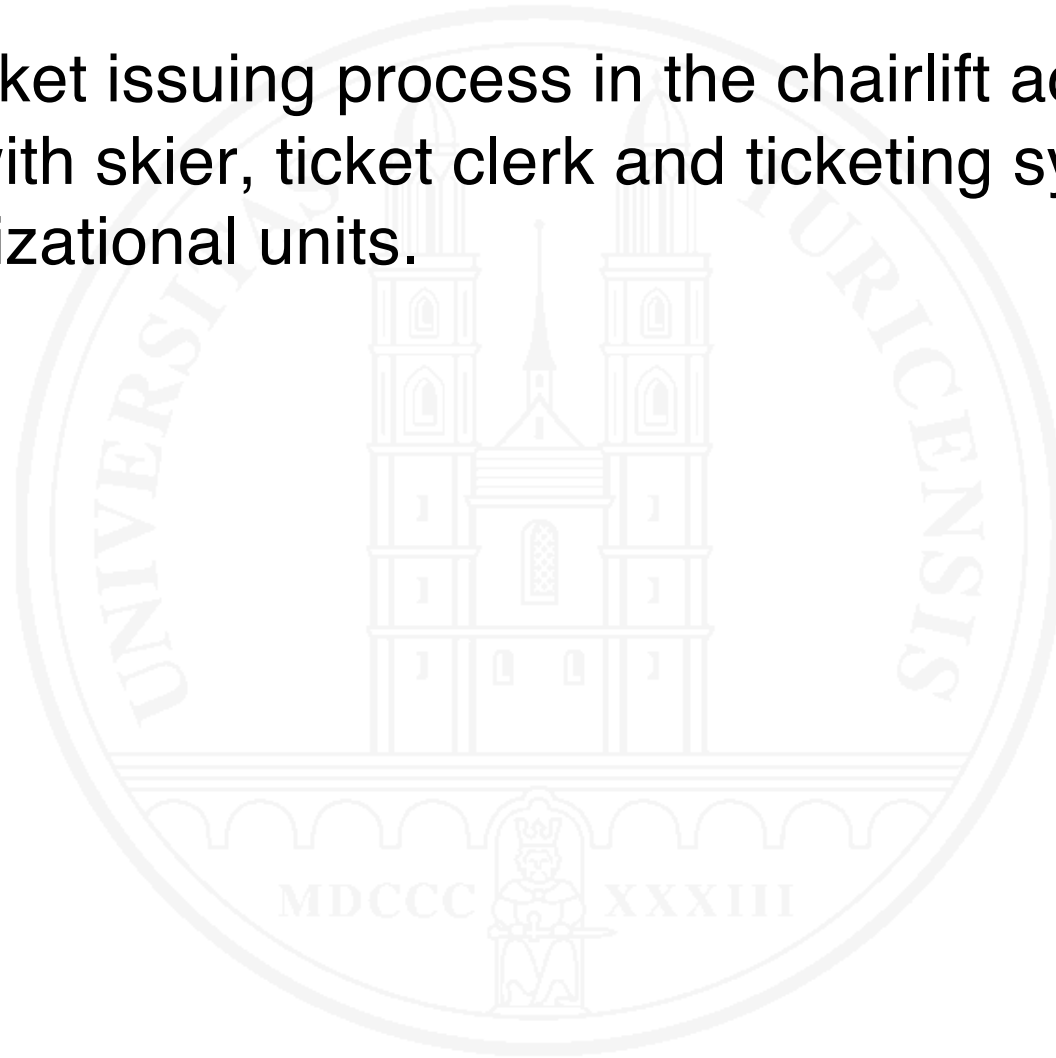 ket issuing process in the chairlift ac
ith skier, ticket clerk and ticketing sy
izational units.
UNIVERSITAS TURICENSIS
MDCCC XXXIII